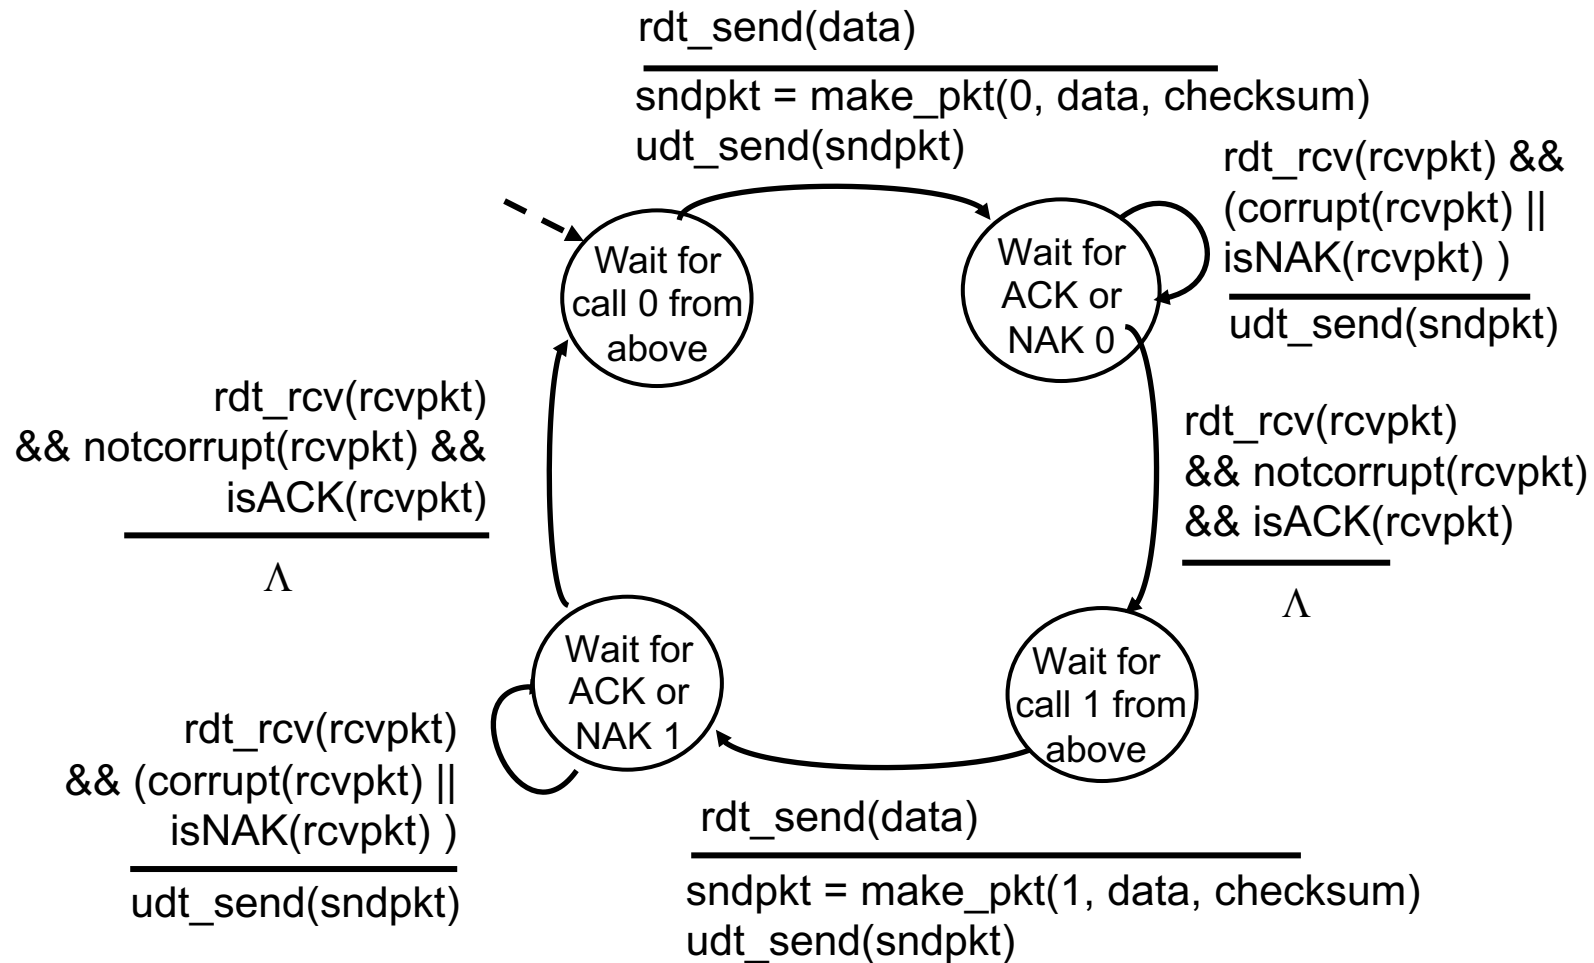 rdt_send(data)
sndpkt = make_pkt(0, data, checksum)
udt_send(sndpkt)
rdt_rcv(rcvpkt) &&
(corrupt(rcvpkt) ||
isNAK(rcvpkt) )
udt_send(sndpkt)
Wait for
call 0 from
above
Wait for
ACK or
NAK 0
rdt_rcv(rcvpkt)
&& notcorrupt(rcvpkt) &&
isACK(rcvpkt)
Λ
rdt_rcv(rcvpkt)
&& notcorrupt(rcvpkt)
&& isACK(rcvpkt)
Λ
Wait for
ACK or
NAK 1
Wait for
call 1 from
above
rdt_rcv(rcvpkt)
&& (corrupt(rcvpkt) ||
isNAK(rcvpkt) )
udt_send(sndpkt)
rdt_send(data)
sndpkt = make_pkt(1, data, checksum)
udt_send(sndpkt)